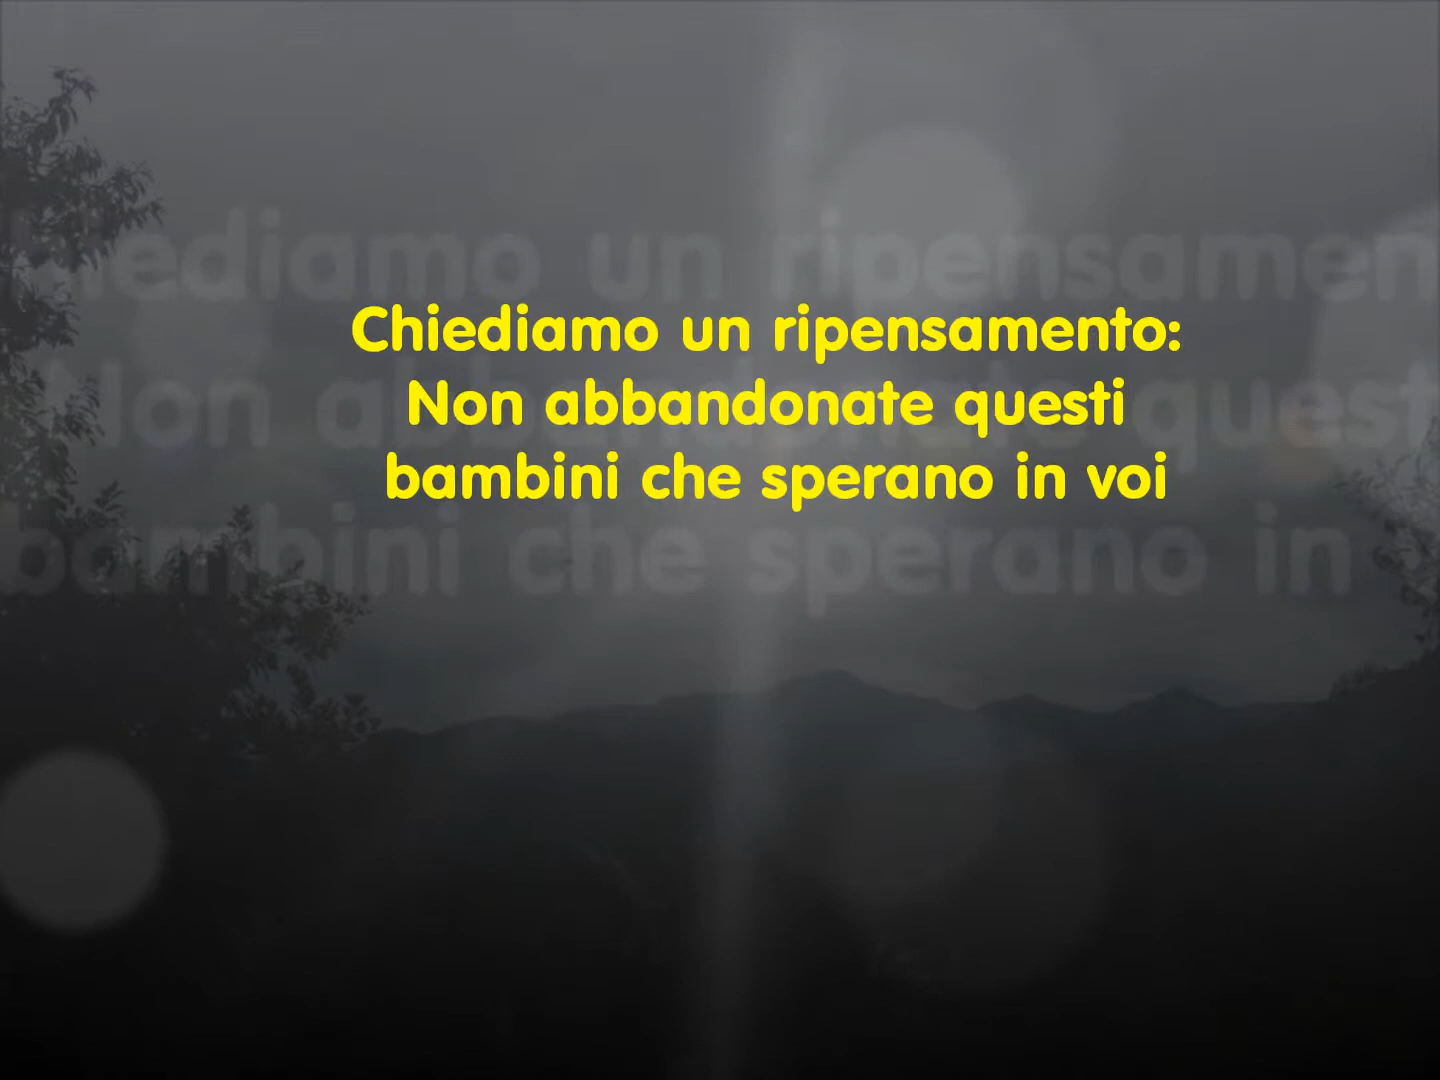 Chiediamo un ripensamento:
Non abbandonate questi
bambini che sperano in voi